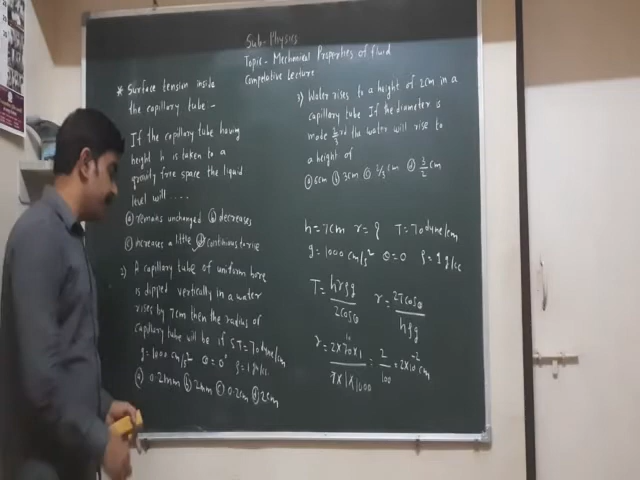 Sub- Physics
Topic- Mechanical Properties of fluid
Competative Lecture
* Surface tension inside
the capillary tube:-
If the capillary tube having
height h is taken to a
gravity free space the liquid
level will .....
(a) remains unchanged (b) decreases
(c) increases a little (d) continuous to rise
2) A capillary tube of uniform bore
is dipped vertically in a water
rises by 7cm then the radius of
capillary tube will be if ST=70 dyne/cm
g=1000 cm/s² θ=0° ρ=1 g/cc
(a) 0.2mm (b) 2mm (c) 0.2cm (d) 2cm
3) Water rises to a height of 2cm in a
capillary tube If the diameter is
made the water will rise to
a height of
(a) 6cm (b) 3cm (c) 1/3 cm (d) 3/2 cm
h=7cm r=? T=70 dyne/cm
g=1000 cm/s² θ=0 ρ=1 g/cc
T= hrρg / 2cosθ r= 2Tcosθ / hρg
r= 2×70×1 / 7×1×1000 = 2/100 = 2×10⁻² cm